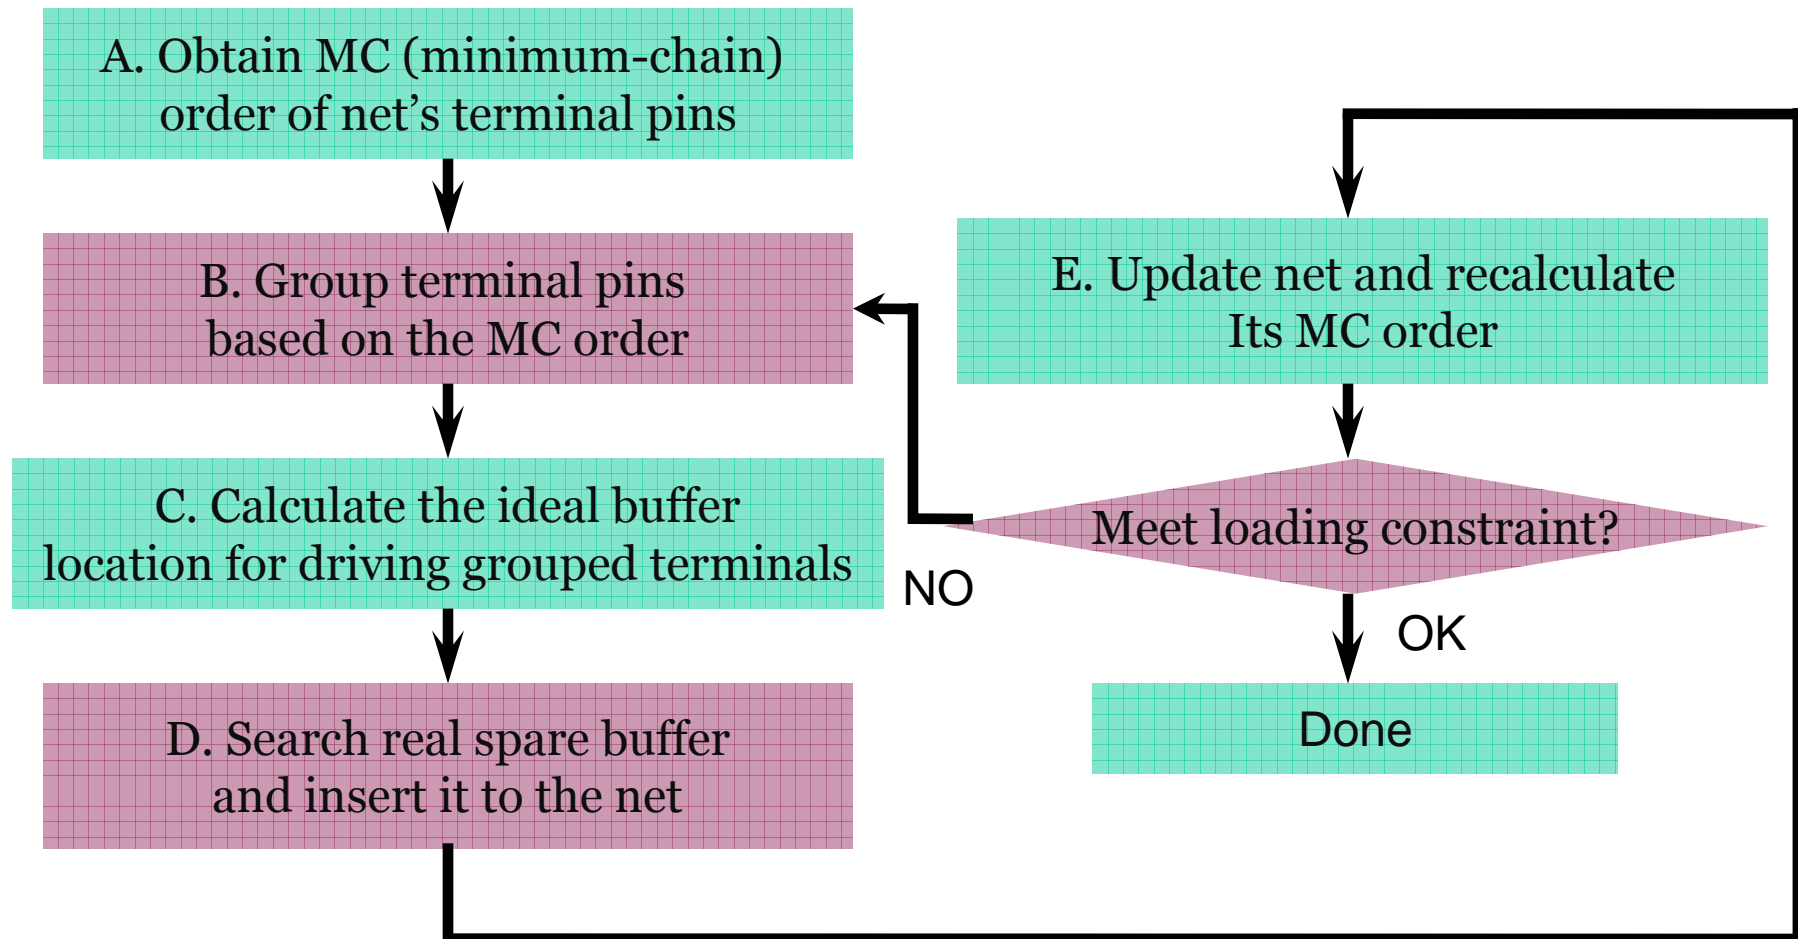 A. Obtain MC (minimum-chain)
order of net’s terminal pins
B. Group terminal pins
based on the MC order
C. Calculate the ideal buffer
location for driving grouped terminals
D. Search real spare buffer
and insert it to the net
E. Update net and recalculate
Its MC order
Meet loading constraint?
NO
OK
Done